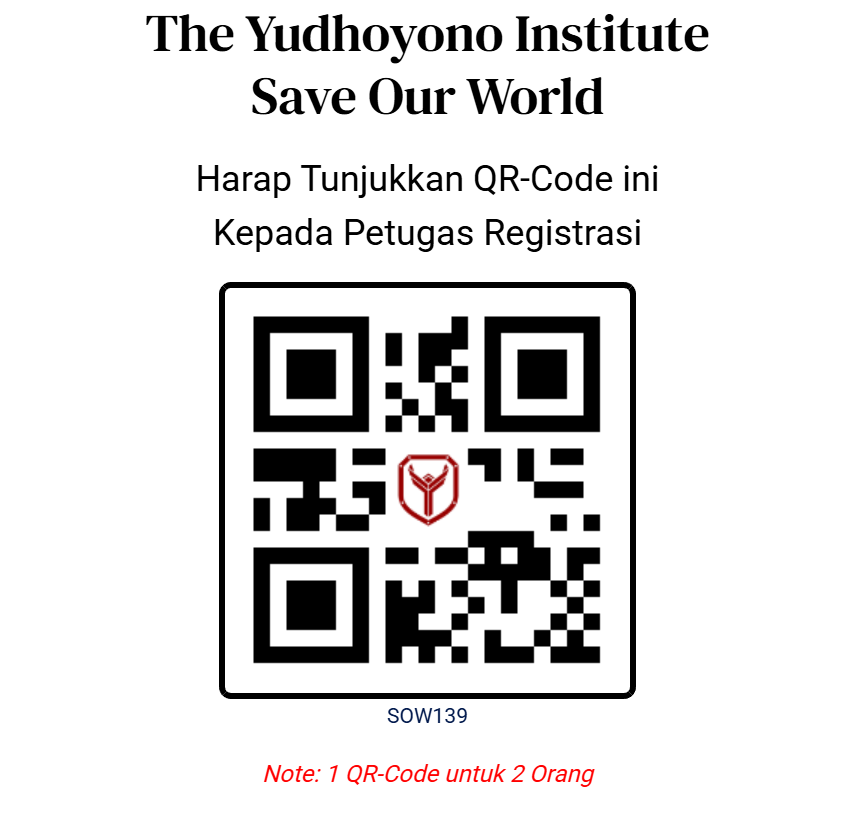 The Yudhoyono Institute
Save Our World
Harap Tunjukkan QR-Code ini
Kepada Petugas Registrasi
SOW139
Note: 1 QR-Code untuk 2 Orang